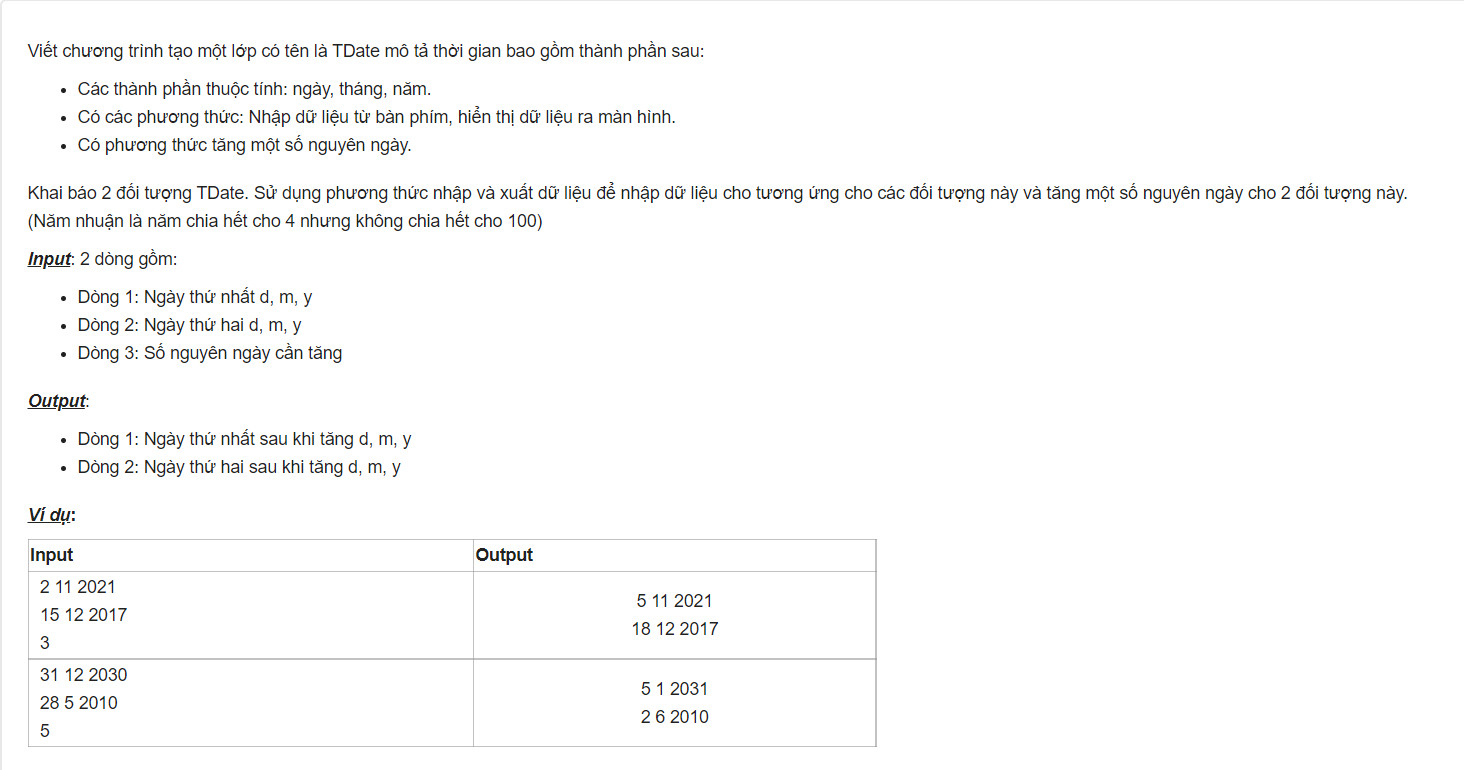 Viết chương trình tạo một lớp có tên là TDate mô tả thời gian bao gồm thành phần sau:
• Các thành phần thuộc tính: ngày, tháng, năm.
• Có các phương thức: Nhập dữ liệu từ bàn phím, hiển thị dữ liệu ra màn hình.
• Có phương thức tăng một số nguyên ngày.
Khai báo 2 đối tượng TDate. Sử dụng phương thức nhập và xuất dữ liệu để nhập dữ liệu cho tương ứng cho các đối tượng này và tăng một số nguyên ngày cho 2 đối tượng này.
(Năm nhuận là năm chia hết cho 4 nhưng không chia hết cho 100)
Input: 2 dòng gồm:
• Dòng 1: Ngày thứ nhất d, m, y
• Dòng 2: Ngày thứ hai d, m, y
• Dòng 3: Số nguyên ngày cần tăng
Output:
• Dòng 1: Ngày thứ nhất sau khi tăng d, m, y
• Dòng 2: Ngày thứ hai sau khi tăng d, m, y
Ví dụ:
Input Output
2 11 2021
15 12 2017
3
5 11 2021
18 12 2017
31 12 2030
28 5 2010
5
5 1 2031
2 6 2010